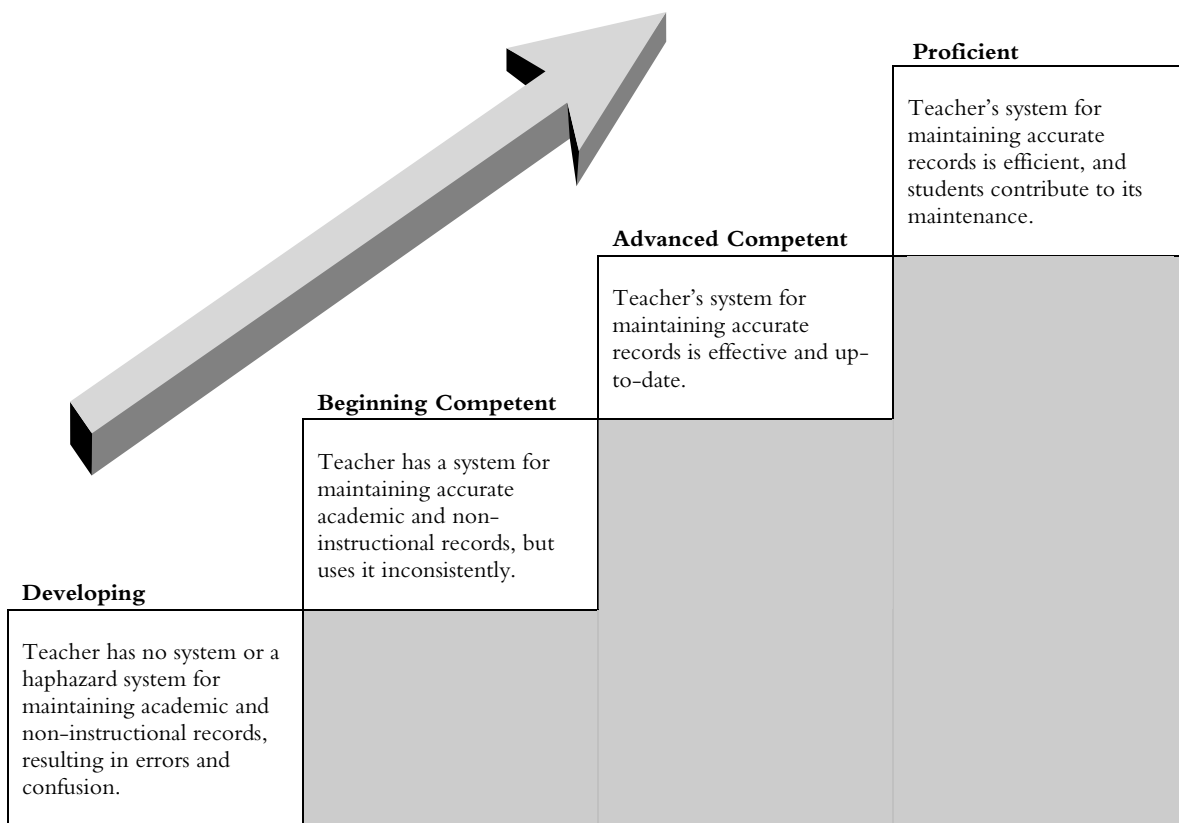 Proficient
Teacher’s system for
maintaining accurate
records is efficient, and
students contribute to its
maintenance.
Advanced Competent
Teacher’s system for
maintaining accurate
records is effective and up-
to-date.
Beginning Competent
Teacher has a system for
maintaining accurate
academic and non-
instructional records, but
uses it inconsistently.
Developing
Teacher has no system or a
haphazard system for
maintaining academic and
non-instructional records,
resulting in errors and
confusion.